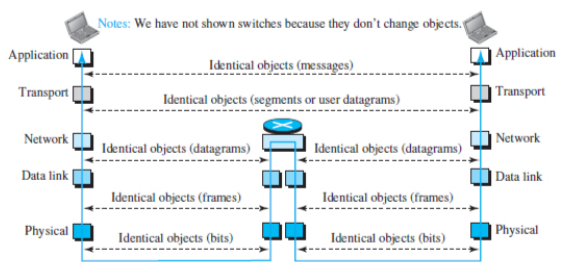 Notes: We have not shown switches because they don't change objects.
Application
Application
Identical objects (messages)
Transport
Transport
Identical objects (segments or user datagrams)
Network
Network
Identical objects (datagrams)
Identical objects (datagrams)
Data link
Data link
Identical objects (frames)
Identical objects (frames)
Physical
Physical
Identical objects (bits)
Identical objects (bits)